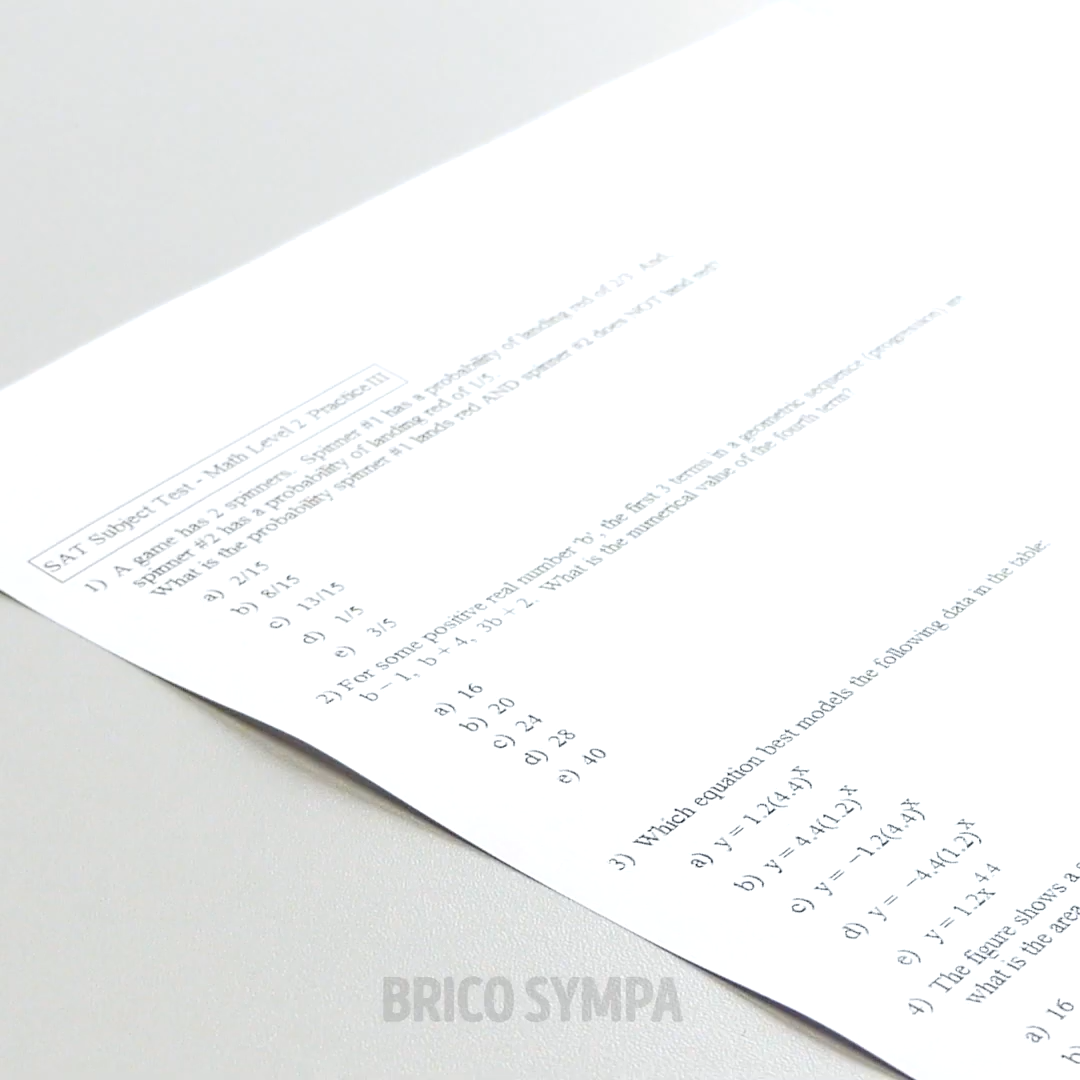 SAT Subject Test - Math Level 2 Practice III
1) A game has 2 spinners. Spinner #1 has a probability of landing red of 2/3. And
spinner #2 has a probability of landing red of 1/5.
What is the probability spinner #1 lands red AND spinner #2 does NOT land red?
a) 2/15
b) 8/15
c) 13/15
d) 1/5
e) 3/5
2) For some positive real number 'b', the first 3 terms in a geometric sequence (progression) are
b – 1, b + 4, 3b + 2. What is the numerical value of the fourth term?
a) 16
b) 20
c) 24
d) 28
e) 40
3) Which equation best models the following data in the table:
a) y = 1.2(4.4)^x
b) y = 4.4(1.2)^x
c) y = –1.2(4.4)^x
d) y = –4.4(1.2)^x
e) y = 1.2x^4.4
4) The figure shows a
what is the area
a) 16
b)
BRICO SYMPA